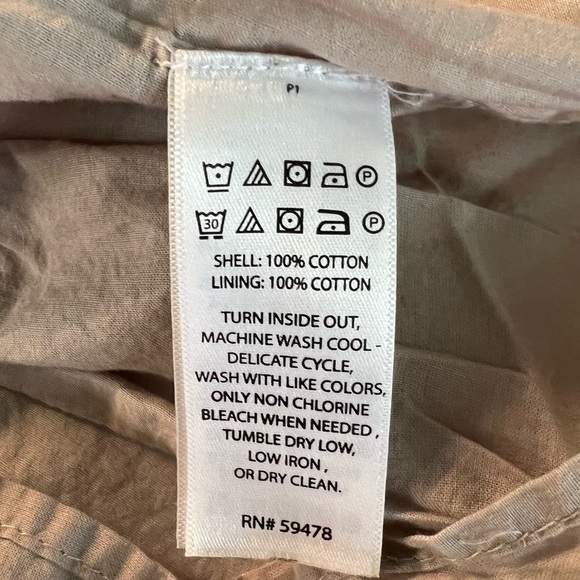 P1
P
30 P
SHELL: 100% COTTON
LINING: 100% COTTON
TURN INSIDE OUT,
MACHINE WASH COOL -
DELICATE CYCLE,
WASH WITH LIKE COLORS,
ONLY NON CHLORINE
BLEACH WHEN NEEDED ,
TUMBLE DRY LOW,
LOW IRON ,
OR DRY CLEAN.
RN# 59478